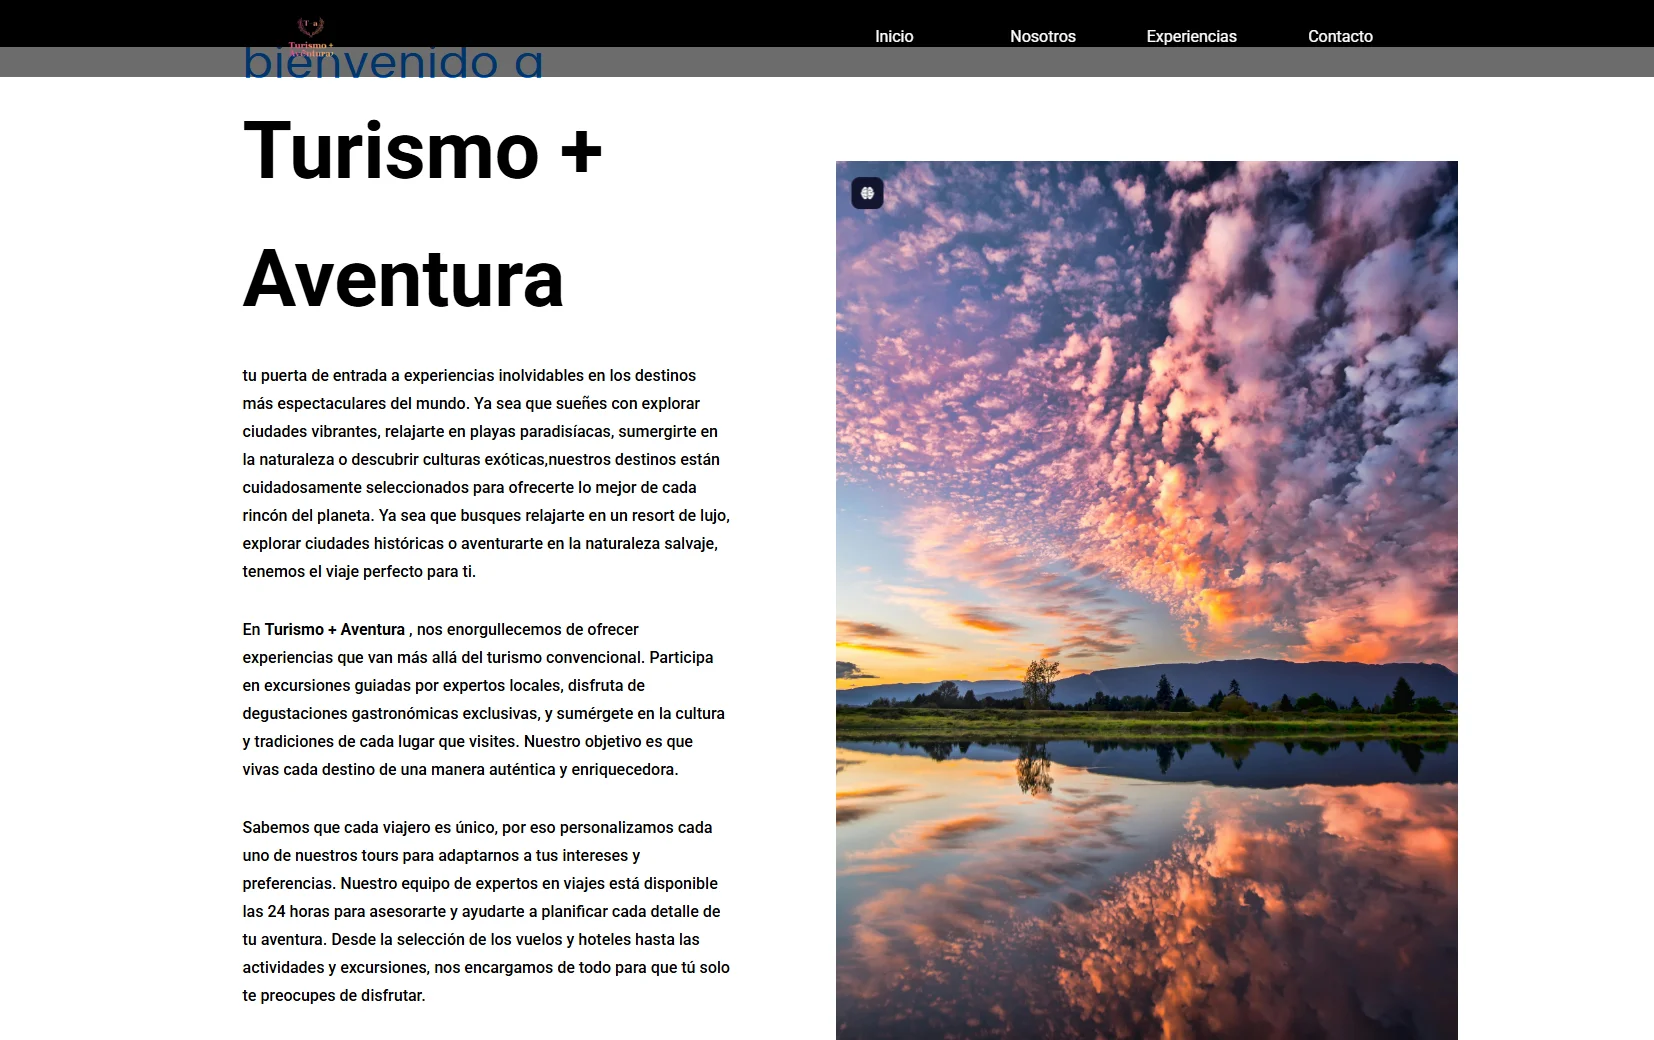 T a
Turismo +
Aventura
Inicio
Nosotros
Experiencias
Contacto
bienvenido a
Turismo +
Aventura
tu puerta de entrada a experiencias inolvidables en los destinos
más espectaculares del mundo. Ya sea que sueñes con explorar
ciudades vibrantes, relajarte en playas paradisíacas, sumergirte en
la naturaleza o descubrir culturas exóticas,nuestros destinos están
cuidadosamente seleccionados para ofrecerte lo mejor de cada
rincón del planeta. Ya sea que busques relajarte en un resort de lujo,
explorar ciudades históricas o aventurarte en la naturaleza salvaje,
tenemos el viaje perfecto para ti.
En Turismo + Aventura , nos enorgullecemos de ofrecer
experiencias que van más allá del turismo convencional. Participa
en excursiones guiadas por expertos locales, disfruta de
degustaciones gastronómicas exclusivas, y sumérgete en la cultura
y tradiciones de cada lugar que visites. Nuestro objetivo es que
vivas cada destino de una manera auténtica y enriquecedora.
Sabemos que cada viajero es único, por eso personalizamos cada
uno de nuestros tours para adaptarnos a tus intereses y
preferencias. Nuestro equipo de expertos en viajes está disponible
las 24 horas para asesorarte y ayudarte a planificar cada detalle de
tu aventura. Desde la selección de los vuelos y hoteles hasta las
actividades y excursiones, nos encargamos de todo para que tú solo
te preocupes de disfrutar.